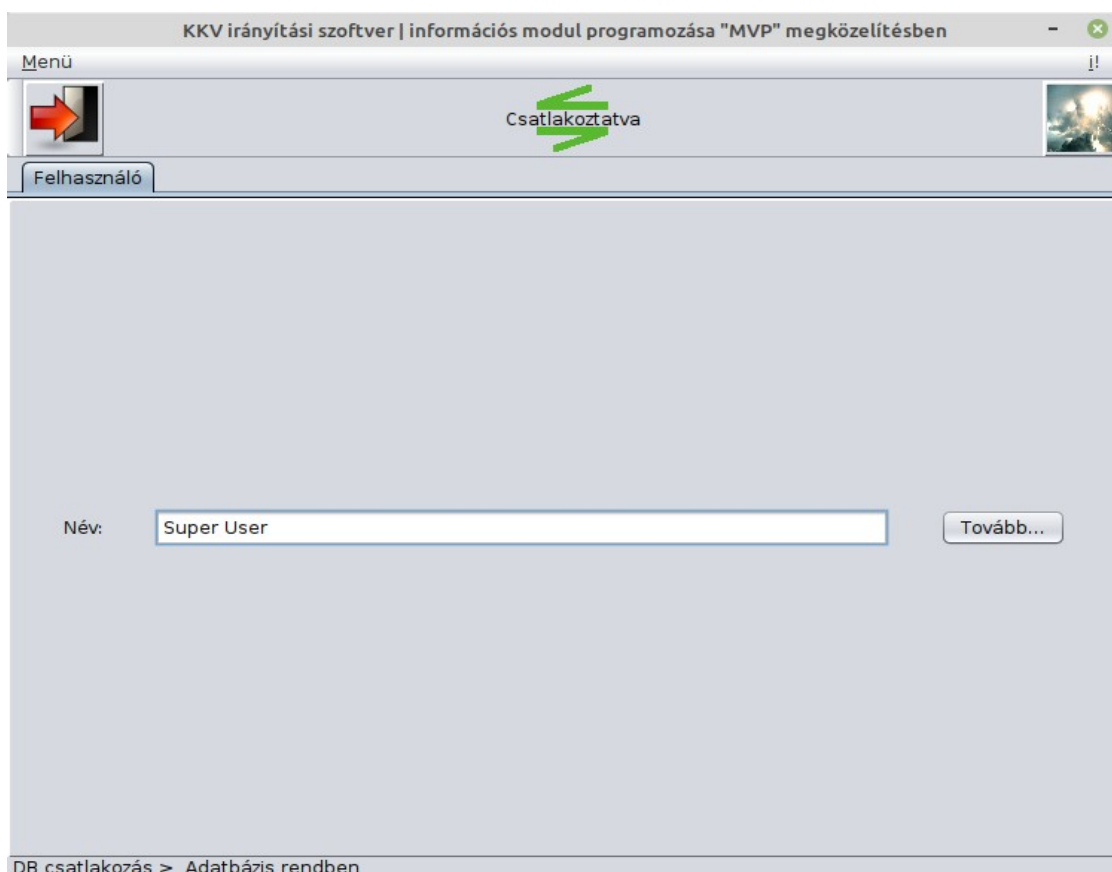 KKV irányítási szoftver | információs modul programozása "MVP" megközelítésben
Menü i!
Csatlakoztatva
Felhasználó
Név: Super User Tovább...
DB csatlakozás > Adatbázis rendben